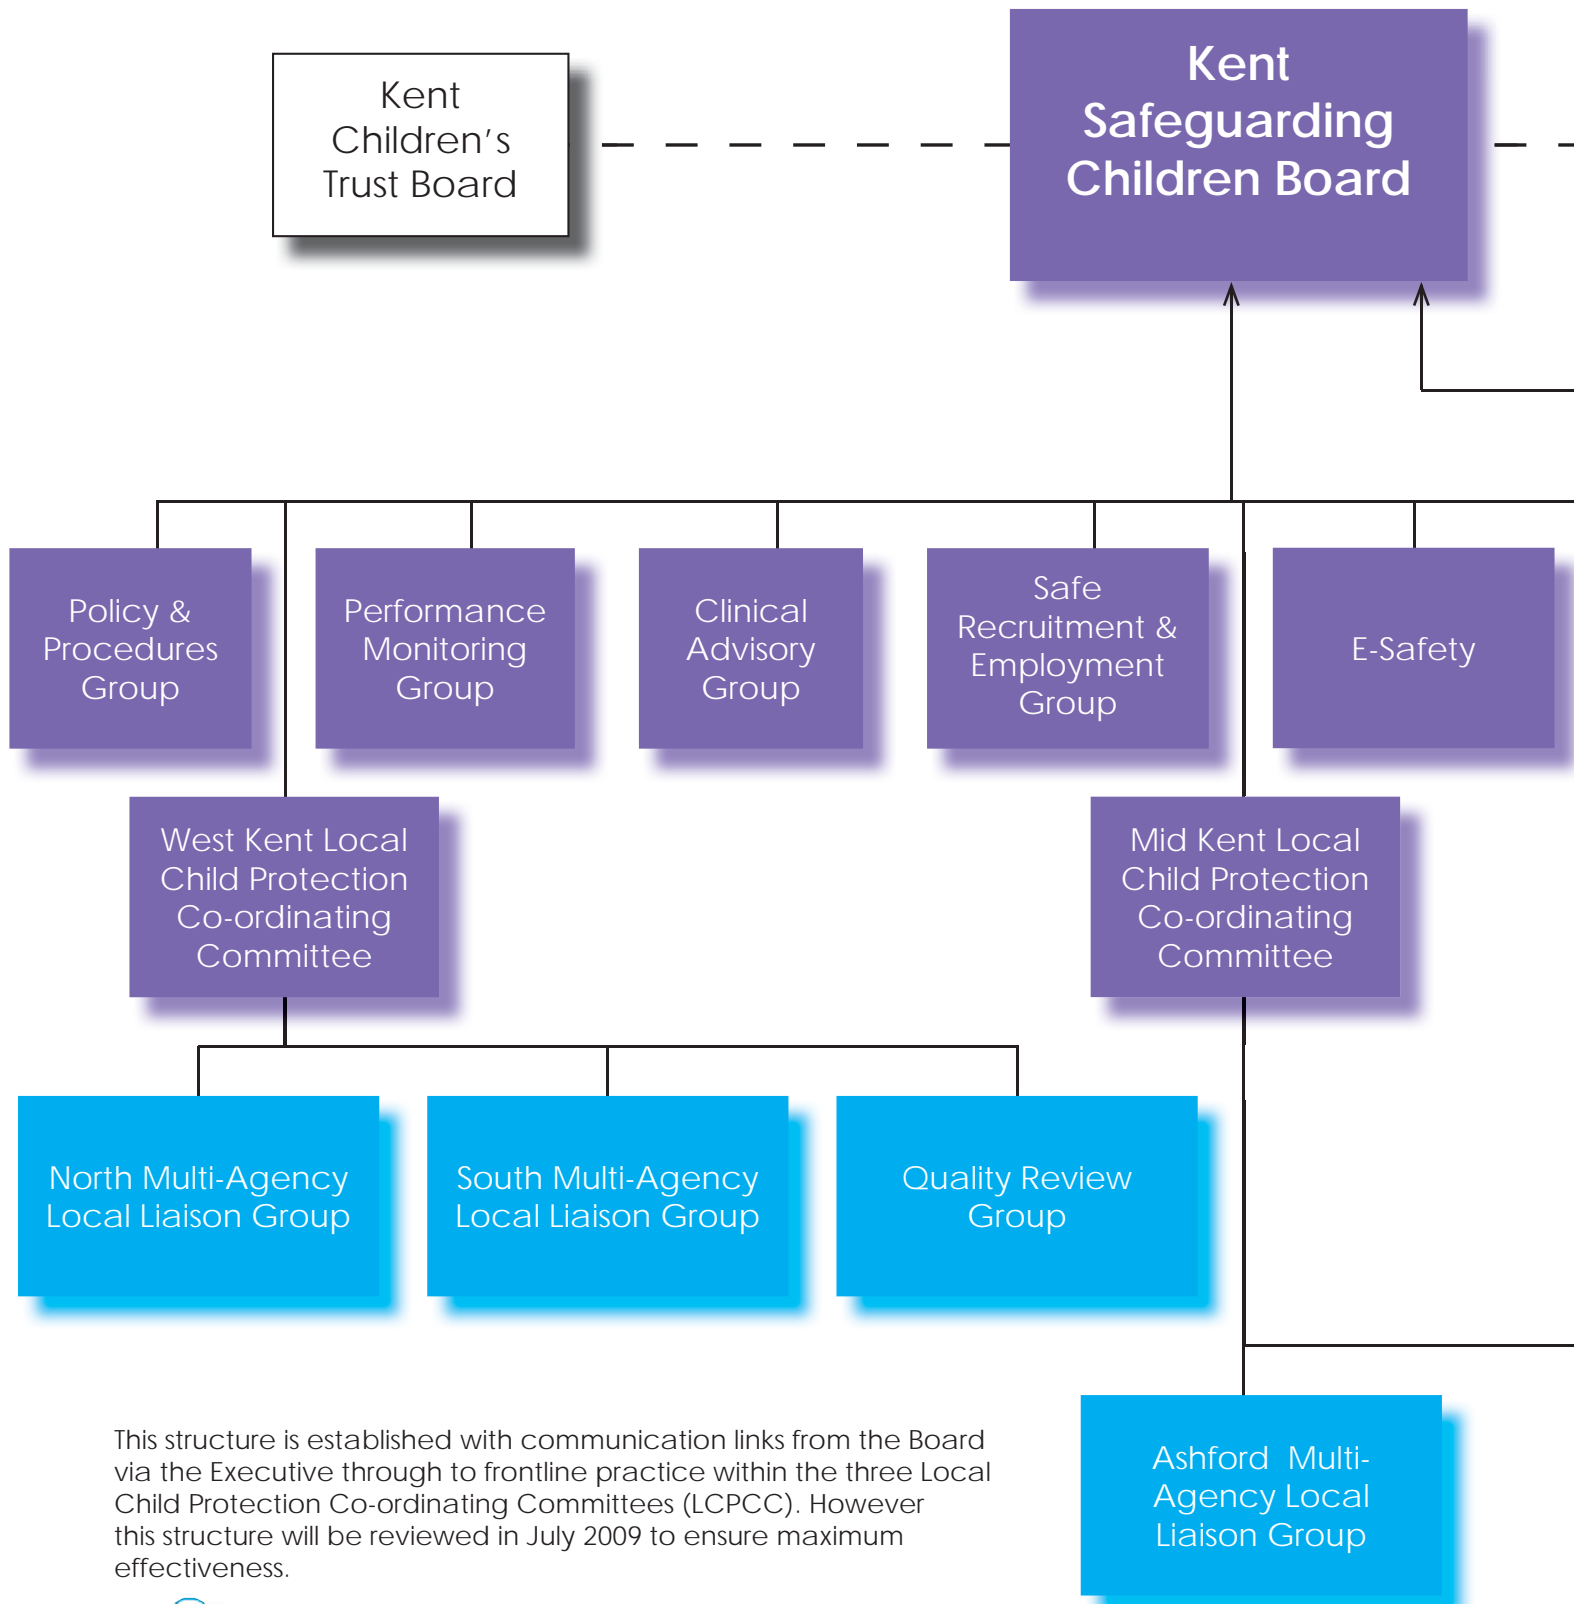 Kent
Children's
Trust Board
Kent
Safeguarding
Children Board
Policy &
Procedures
Group
Performance
Monitoring
Group
Clinical
Advisory
Group
Safe
Recruitment &
Employment
Group
E-Safety
West Kent Local
Child Protection
Co-ordinating
Committee
Mid Kent Local
Child Protection
Co-ordinating
Committee
North Multi-Agency
Local Liaison Group
South Multi-Agency
Local Liaison Group
Quality Review
Group
Ashford Multi-
Agency Local
Liaison Group
This structure is established with communication links from the Board
via the Executive through to frontline practice within the three Local
Child Protection Co-ordinating Committees (LCPCC). However
this structure will be reviewed in July 2009 to ensure maximum
effectiveness.